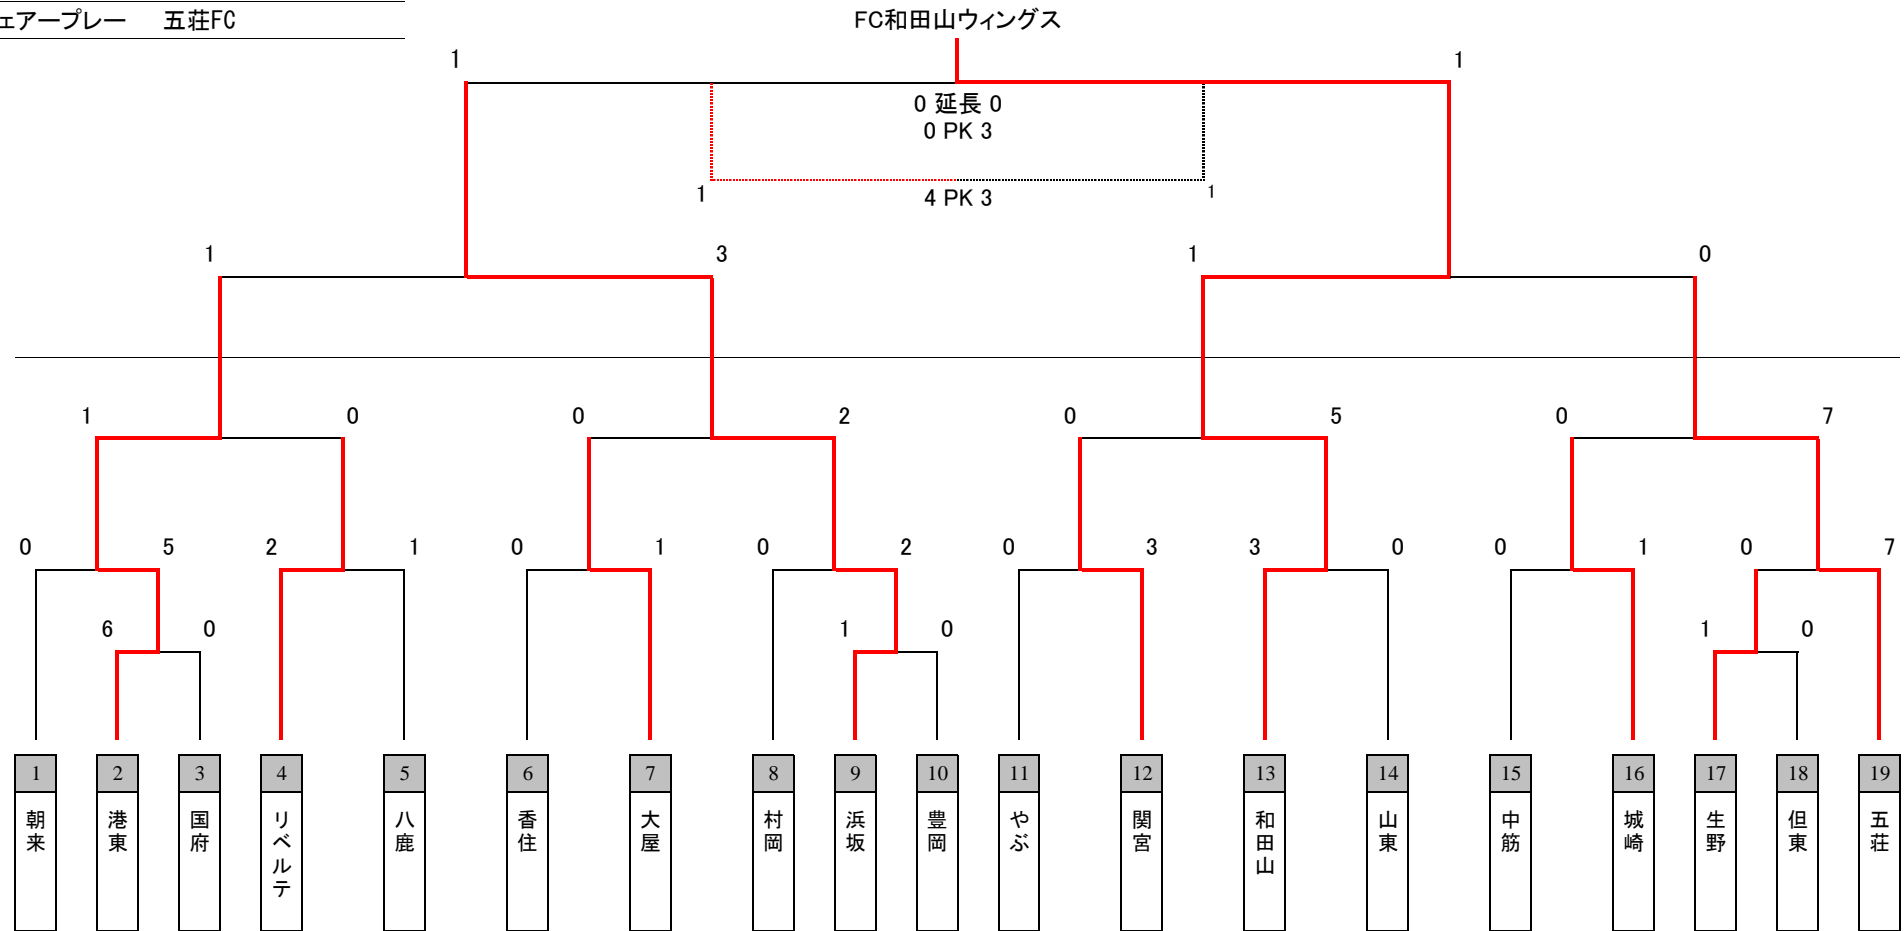 ェアープレー 五荘FC
FC和田山ウィングス
1 1
0 延長 0
0 PK 3
1 1
4 PK 3
1 3 1 0
1 0 0 2 0 5 0 7
0 5 2 1 0 1 0 2 0 3 3 0 0 1 0 7
6 0 1 0 1 0
1 2 3 4 5 6 7 8 9 10 11 12 13 14 15 16 17 18 19
朝来
港東
国府
リベルテ
八鹿
香住
大屋
村岡
浜坂
豊岡
やぶ
関宮
和田山
山東
中筋
城崎
生野
但東
五荘